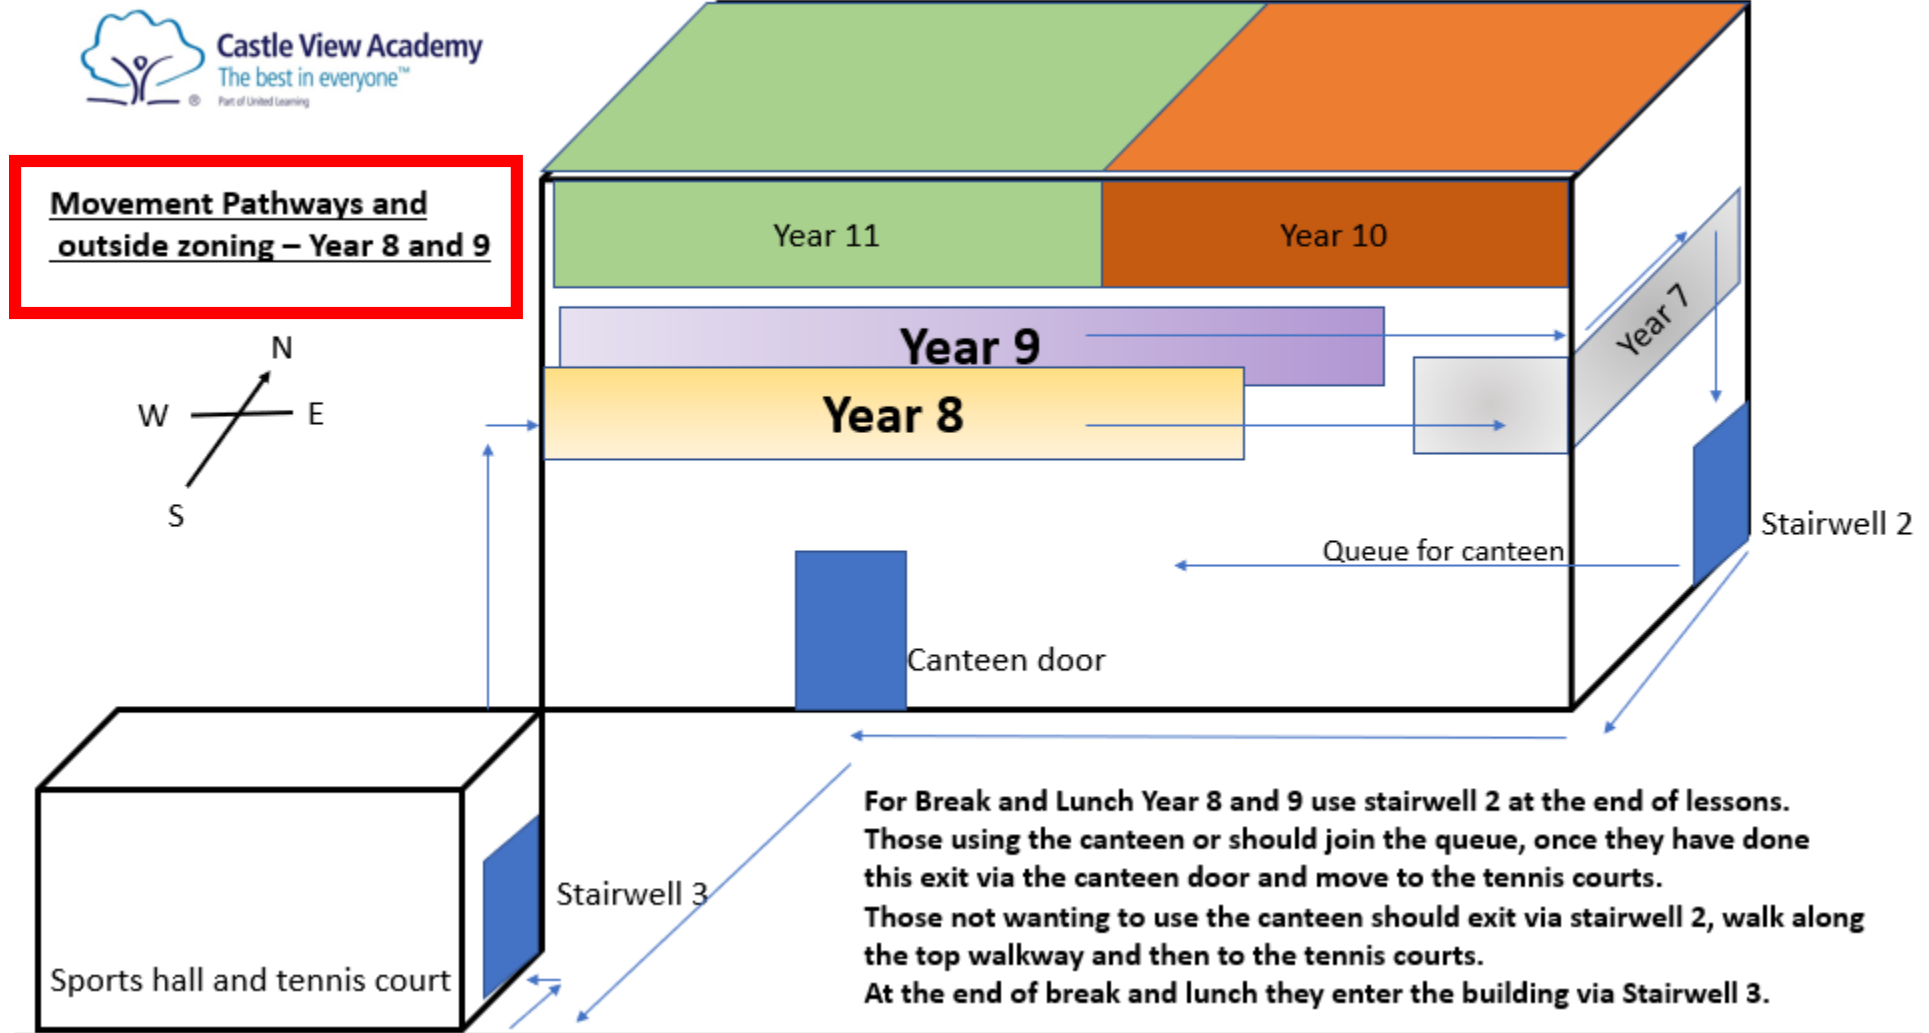 Castle View Academy
The best in everyone™
® Part of United Learning
Movement Pathways and
outside zoning – Year 8 and 9
N
W
E
S
Year 11
Year 10
Year 9
Year 7
Year 8
Stairwell 2
Queue for canteen
Canteen door
Stairwell 3
Sports hall and tennis court
For Break and Lunch Year 8 and 9 use stairwell 2 at the end of lessons.
Those using the canteen or should join the queue, once they have done
this exit via the canteen door and move to the tennis courts.
Those not wanting to use the canteen should exit via stairwell 2, walk along
the top walkway and then to the tennis courts.
At the end of break and lunch they enter the building via Stairwell 3.